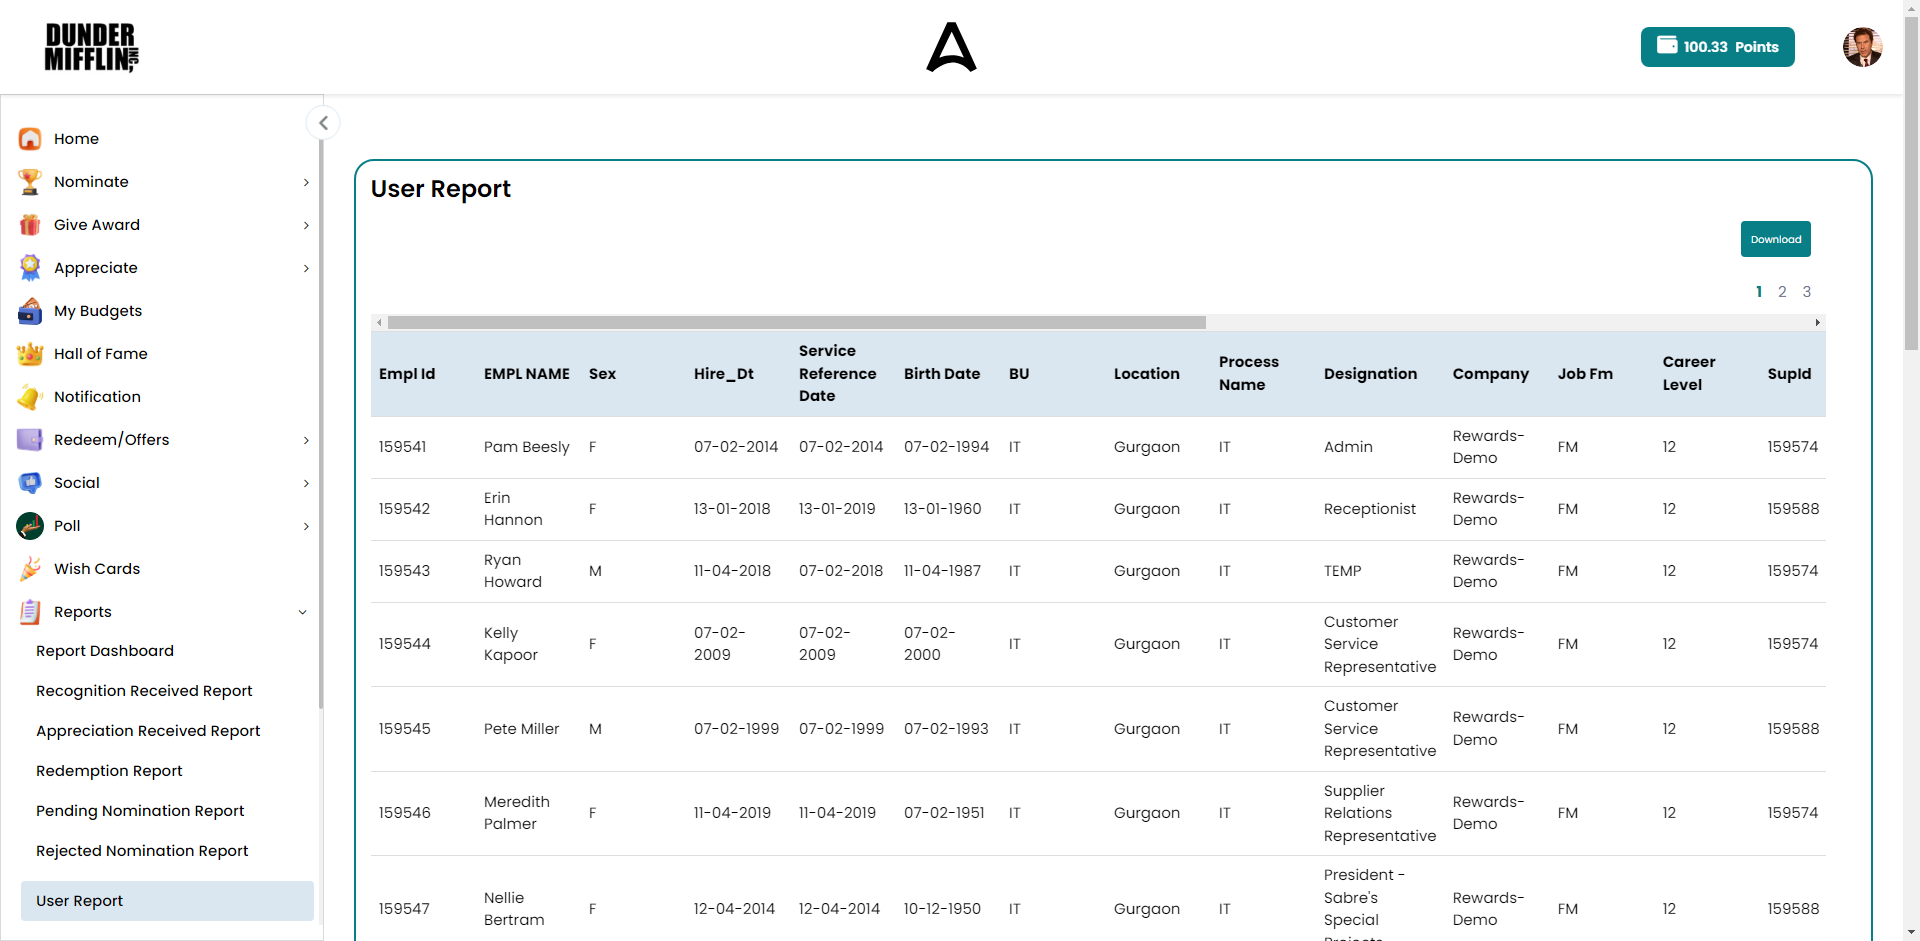 DUNDER
MIFFLIN, INC.
100.33 Points
Home
Nominate
Give Award
Appreciate
My Budgets
Hall of Fame
Notification
Redeem/Offers
Social
Poll
Wish Cards
Reports
Report Dashboard
Recognition Received Report
Appreciation Received Report
Redemption Report
Pending Nomination Report
Rejected Nomination Report
User Report
User Report
Download
1 2 3
Empl Id EMPL NAME Sex Hire_Dt Service Reference Date Birth Date BU Location Process Name Designation Company Job Fm Career Level SupId
159541 Pam Beesly F 07-02-2014 07-02-2014 07-02-1994 IT Gurgaon IT Admin Rewards-Demo FM 12 159574
159542 Erin Hannon F 13-01-2018 13-01-2019 13-01-1960 IT Gurgaon IT Receptionist Rewards-Demo FM 12 159588
159543 Ryan Howard M 11-04-2018 07-02-2018 11-04-1987 IT Gurgaon IT TEMP Rewards-Demo FM 12 159574
159544 Kelly Kapoor F 07-02-2009 07-02-2009 07-02-2000 IT Gurgaon IT Customer Service Representative Rewards-Demo FM 12 159574
159545 Pete Miller M 07-02-1999 07-02-1999 07-02-1993 IT Gurgaon IT Customer Service Representative Rewards-Demo FM 12 159588
159546 Meredith Palmer F 11-04-2019 11-04-2019 07-02-1951 IT Gurgaon IT Supplier Relations Representative Rewards-Demo FM 12 159574
159547 Nellie Bertram F 12-04-2014 12-04-2014 10-12-1950 IT Gurgaon IT President - Sabre's Special Projects Rewards-Demo FM 12 159588